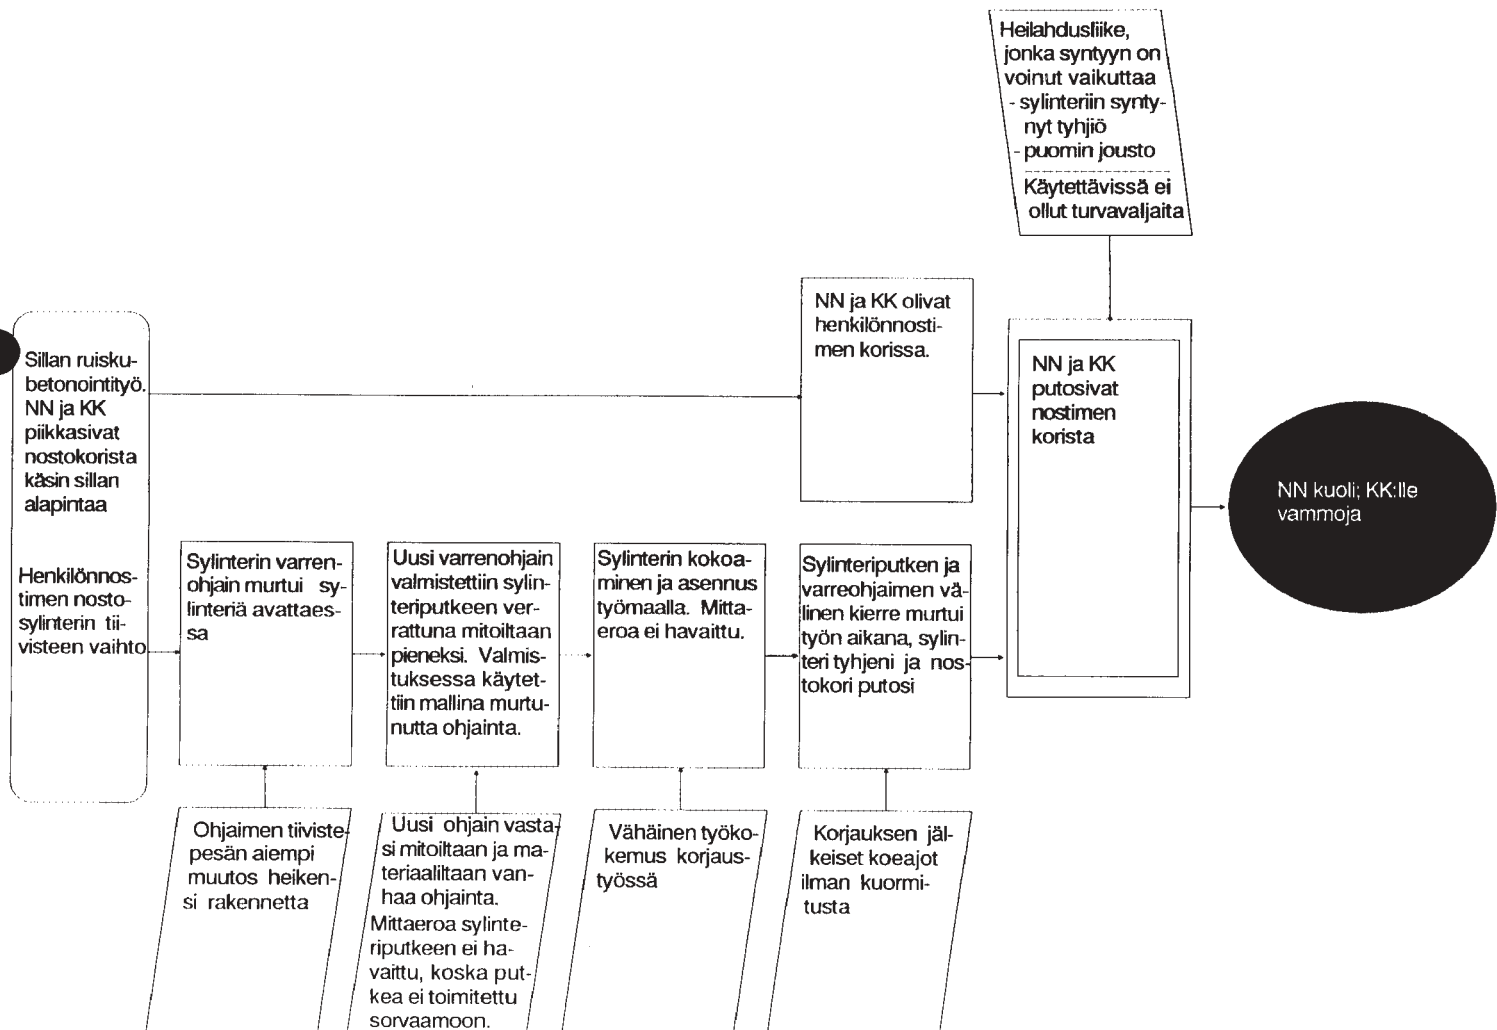 Heilahdusliike,
jonka syntyyn on
voinut vaikuttaa
- sylinteriin synty-
nyt tyhjiö
- puomin jousto
Käytettävissä ei
ollut turvavaljaita
NN ja KK olivat
henkilönnosti-
men korissa.
NN ja KK
putosivat
nostimen
korista
NN kuoli; KK:lle
vammoja
Sillan ruisku-
betonointityö.
NN ja KK
piikkasivat
nostokorista
käsin sillan
alapintaa
Henkilönnos-
timen nosto-
sylinterin tii-
visteen vaihto
Sylinterin varren-
ohjain murtui sy-
linteriä avattaes-
sa
Uusi varrenohjain
valmistettiin sylin-
teriputkeen ver-
rattuna mitoiltaan
pieneksi. Valmis-
tuksessa käytet-
tiin mallina murtu-
nutta ohjainta.
Sylinterin kokoa-
minen ja asennus
työmaalla. Mitta-
eroa ei havaittu.
Sylinteriputken ja
varreohjaimen vä-
linen kierre murtui
työn aikana, sylin-
teri tyhjeni ja nos-
tokori putosi
Ohjaimen tiiviste-
pesän aiempi
muutos heiken-
si rakennetta
Uusi ohjain vasta-
si mitoiltaan ja ma-
teriaaliltaan van-
haa ohjainta.
Mittaeroa sylinte-
riputkeen ei ha-
vaittu, koska put-
kea ei toimitettu
sorvaamoon.
Vähäinen työko-
kemus korjaus-
työssä
Korjauksen jäl-
keiset koeajot
ilman kuormi-
tusta